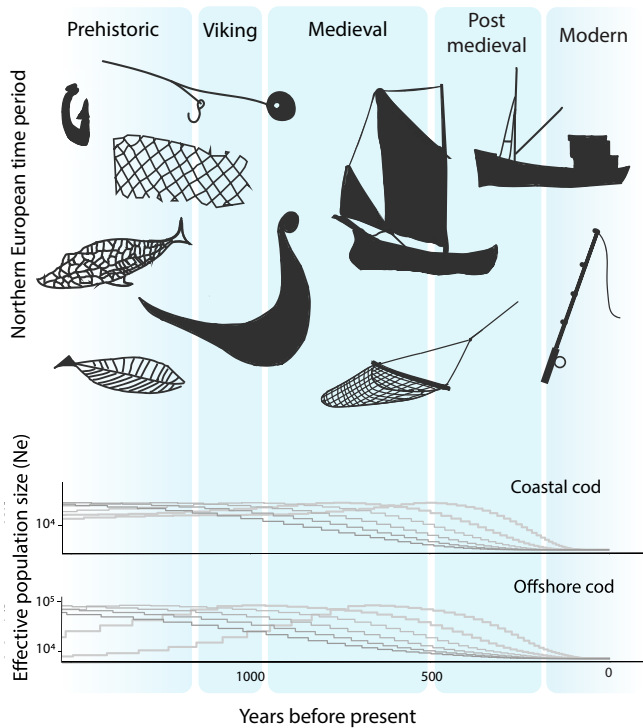 Prehistoric
Viking
Medieval
Post
medieval
Modern
Northern European time period
Effective population size (Ne)
Coastal cod
10⁴
Offshore cod
10⁵
10⁴
1000
500
0
Years before present